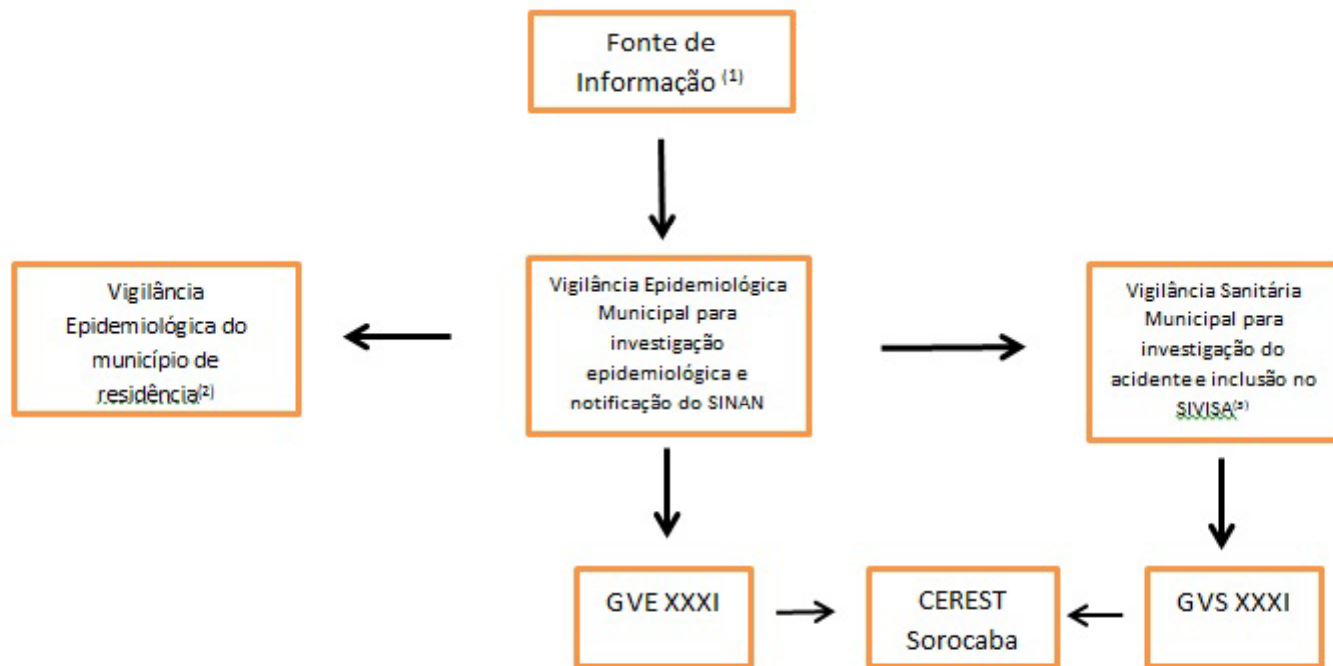 Fonte de
Informação (1)
Vigilância
Epidemiológica do
município de
residência(2)
Vigilância Epidemiológica
Municipal para
investigação
epidemiológica e
notificação do SINAN
Vigilância Sanitária
Municipal para
investigação do
acidente e inclusão no
SIVISA(3)
GVE XXXI
CEREST
Sorocaba
GVS XXXI